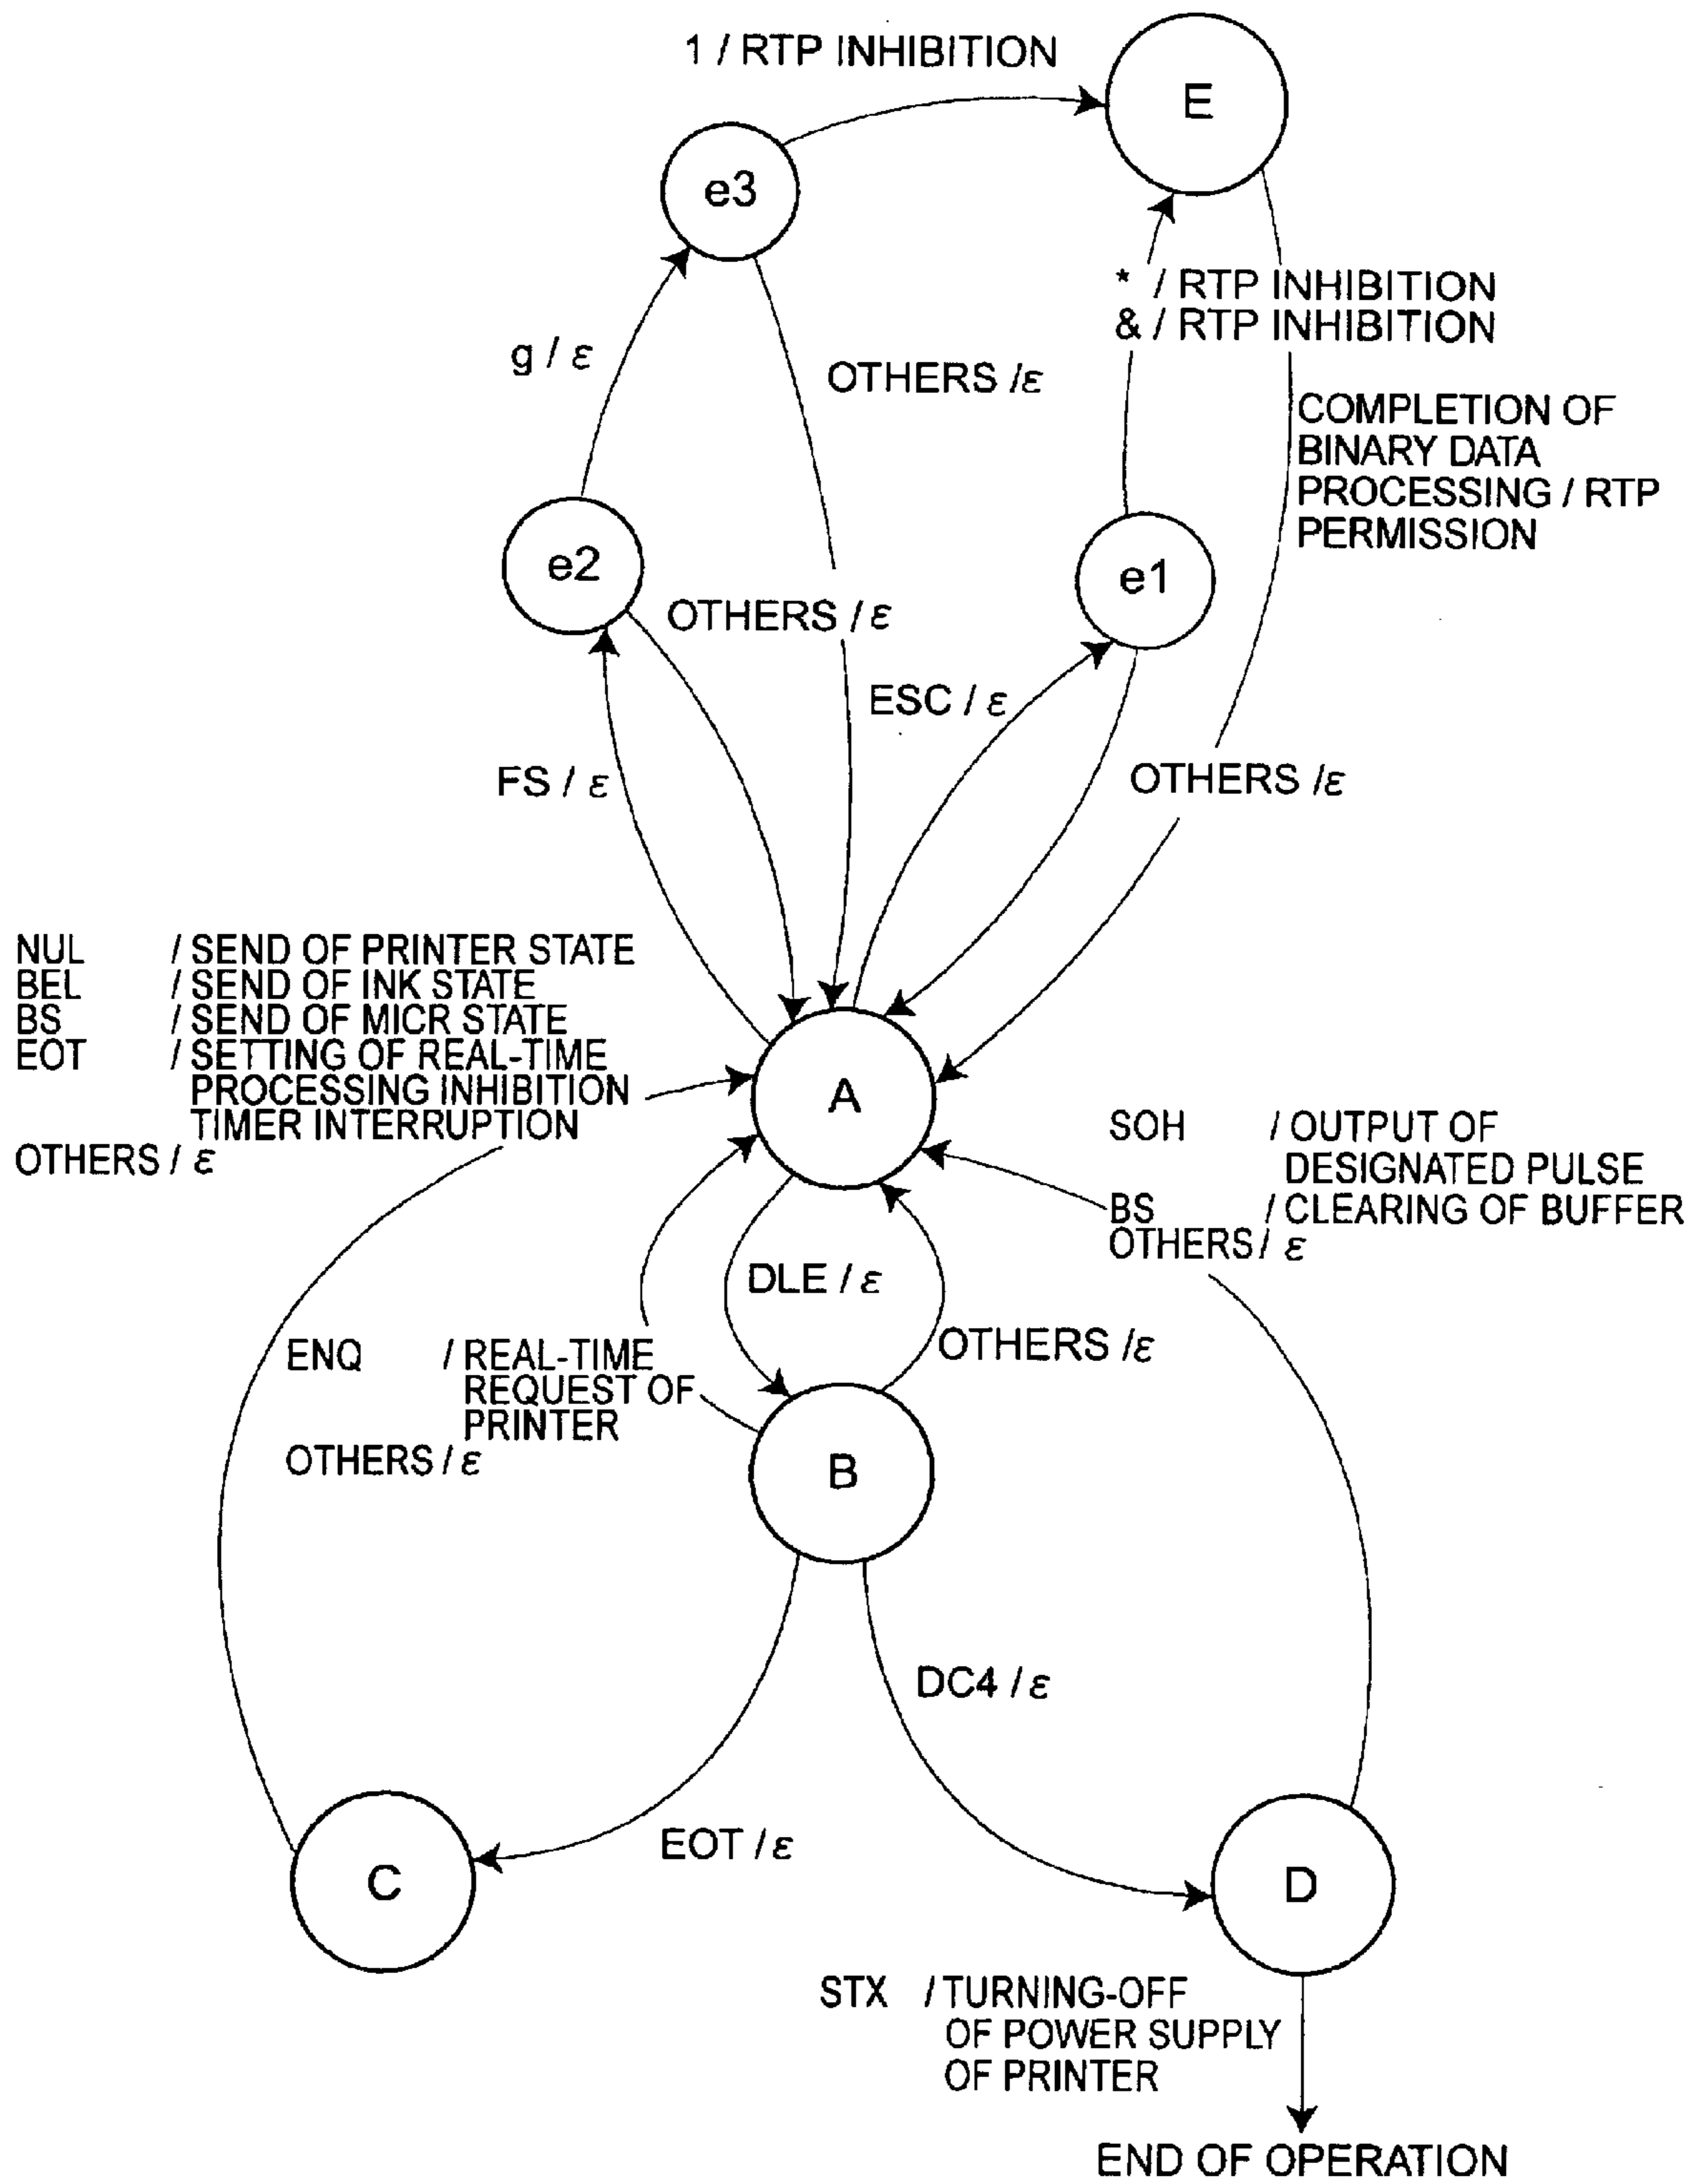 1 / RTP INHIBITION
E
e3
* / RTP INHIBITION
& / RTP INHIBITION
g / ε
OTHERS /ε
COMPLETION OF
BINARY DATA
PROCESSING / RTP
PERMISSION
e2
e1
OTHERS / ε
ESC / ε
FS / ε
OTHERS /ε
NUL / SEND OF PRINTER STATE
BEL / SEND OF INK STATE
BS / SEND OF MICR STATE
EOT / SETTING OF REAL-TIME
PROCESSING INHIBITION
TIMER INTERRUPTION
OTHERS / ε
A
SOH / OUTPUT OF
DESIGNATED PULSE
BS / CLEARING OF BUFFER
OTHERS / ε
DLE / ε
OTHERS /ε
ENQ / REAL-TIME
REQUEST OF
PRINTER
OTHERS / ε
B
DC4 / ε
EOT / ε
C
D
STX / TURNING-OFF
OF POWER SUPPLY
OF PRINTER
END OF OPERATION